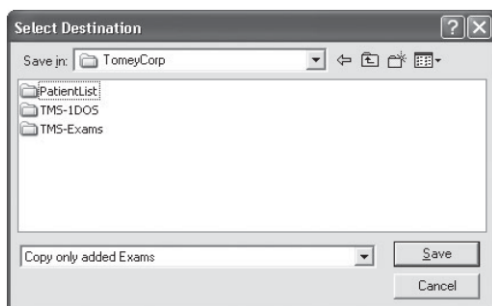 Select Destination
Save in: TomeyCorp
PatientList
TMS-1DOS
TMS-Exams
Copy only added Exams
Save
Cancel